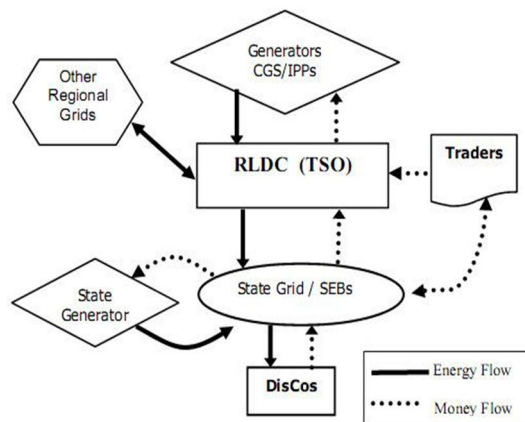 Generators
CGS/IPPs
Other
Regional
Grids
RLDC (TSO)
Traders
State Grid / SEBs
State
Generator
DisCos
Energy Flow
Money Flow